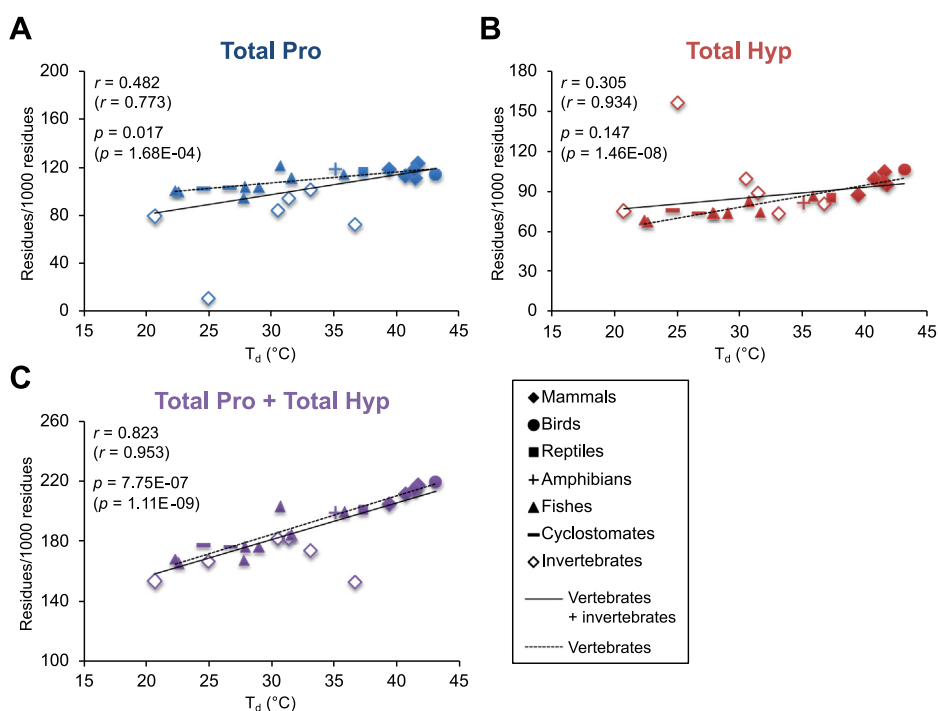 A
Total Pro
Residues/1000 residues
200
160
120
80
40
0
r = 0.482
(r = 0.773)
p = 0.017
(p = 1.68E-04)
15 20 25 30 35 40 45
Td (°C)
B
Total Hyp
Residues/1000 residues
180
150
120
90
60
30
0
r = 0.305
(r = 0.934)
p = 0.147
(p = 1.46E-08)
15 20 25 30 35 40 45
Td (°C)
C
Total Pro + Total Hyp
Residues/1000 residues
260
220
180
140
100
r = 0.823
(r = 0.953)
p = 7.75E-07
(p = 1.11E-09)
15 20 25 30 35 40 45
Td (°C)
Mammals
Birds
Reptiles
Amphibians
Fishes
Cyclostomates
Invertebrates
Vertebrates
+ invertebrates
Vertebrates